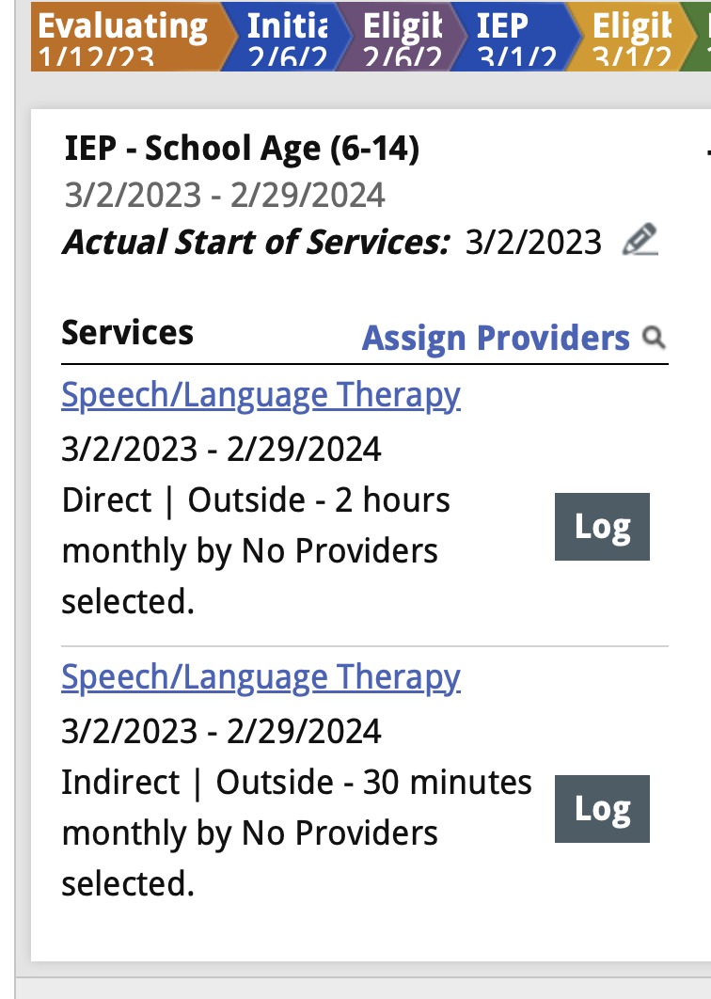 Evaluating
1/12/23
Initia
2/6/2
Eligib
2/6/2
IEP
3/1/2
Eligib
3/1/2
IEP - School Age (6-14)
3/2/2023 - 2/29/2024
Actual Start of Services: 3/2/2023
Services
Assign Providers
Speech/Language Therapy
3/2/2023 - 2/29/2024
Direct | Outside - 2 hours
monthly by No Providers
selected.
Log
Speech/Language Therapy
3/2/2023 - 2/29/2024
Indirect | Outside - 30 minutes
monthly by No Providers
selected.
Log